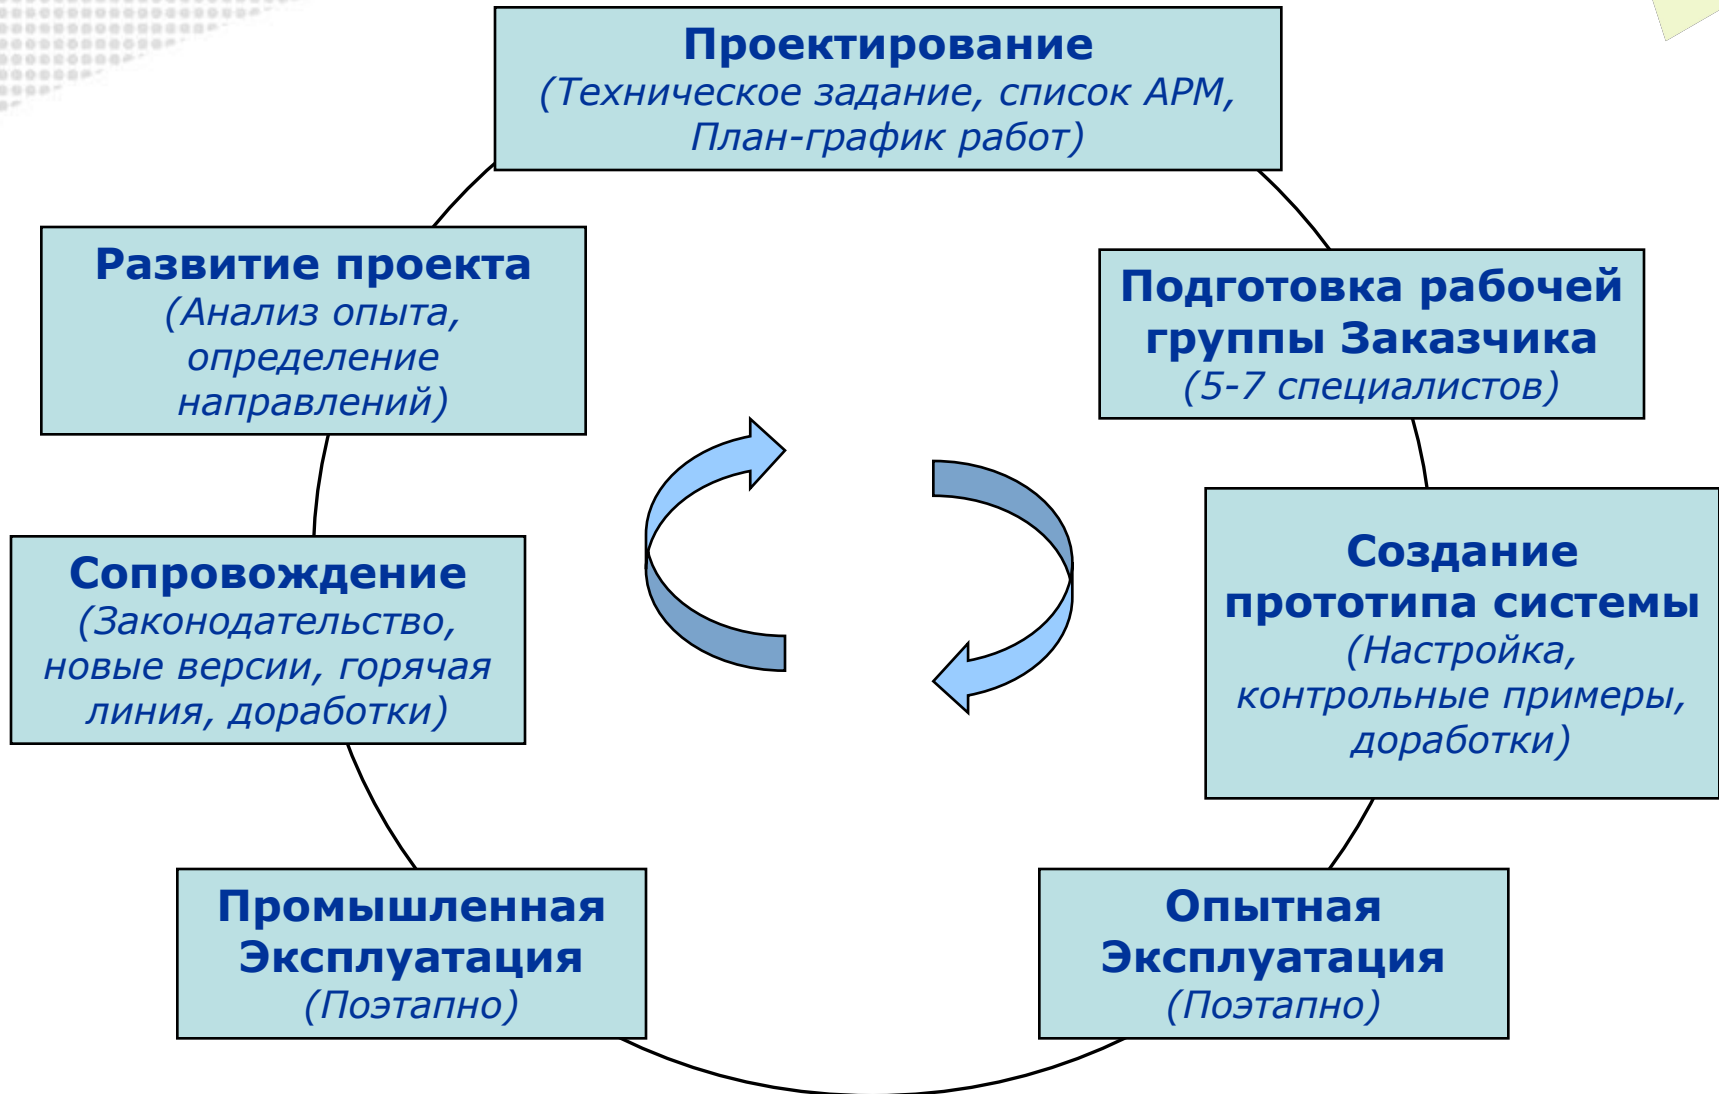 Проектирование
(Техническое задание, список АРМ,
План-график работ)
Развитие проекта
(Анализ опыта,
определение
направлений)
Подготовка рабочей
группы Заказчика
(5-7 специалистов)
Сопровождение
(Законодательство,
новые версии, горячая
линия, доработки)
Создание
прототипа системы
(Настройка,
контрольные примеры,
доработки)
Промышленная
Эксплуатация
(Поэтапно)
Опытная
Эксплуатация
(Поэтапно)